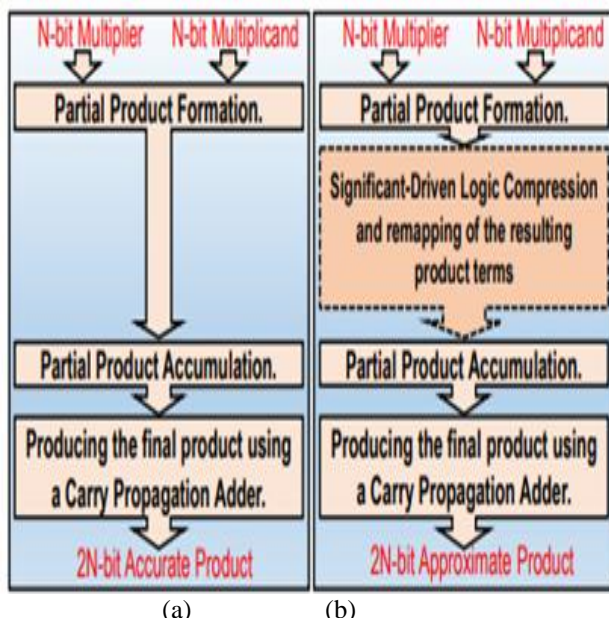 N-bit Multiplier N-bit Multiplicand
Partial Product Formation.
Partial Product Accumulation.
Producing the final product using
a Carry Propagation Adder.
2N-bit Accurate Product
(a)
N-bit Multiplier N-bit Multiplicand
Partial Product Formation.
Significant-Driven Logic Compression
and remapping of the resulting
product terms
Partial Product Accumulation.
Producing the final product using
a Carry Propagation Adder.
2N-bit Approximate Product
(b)